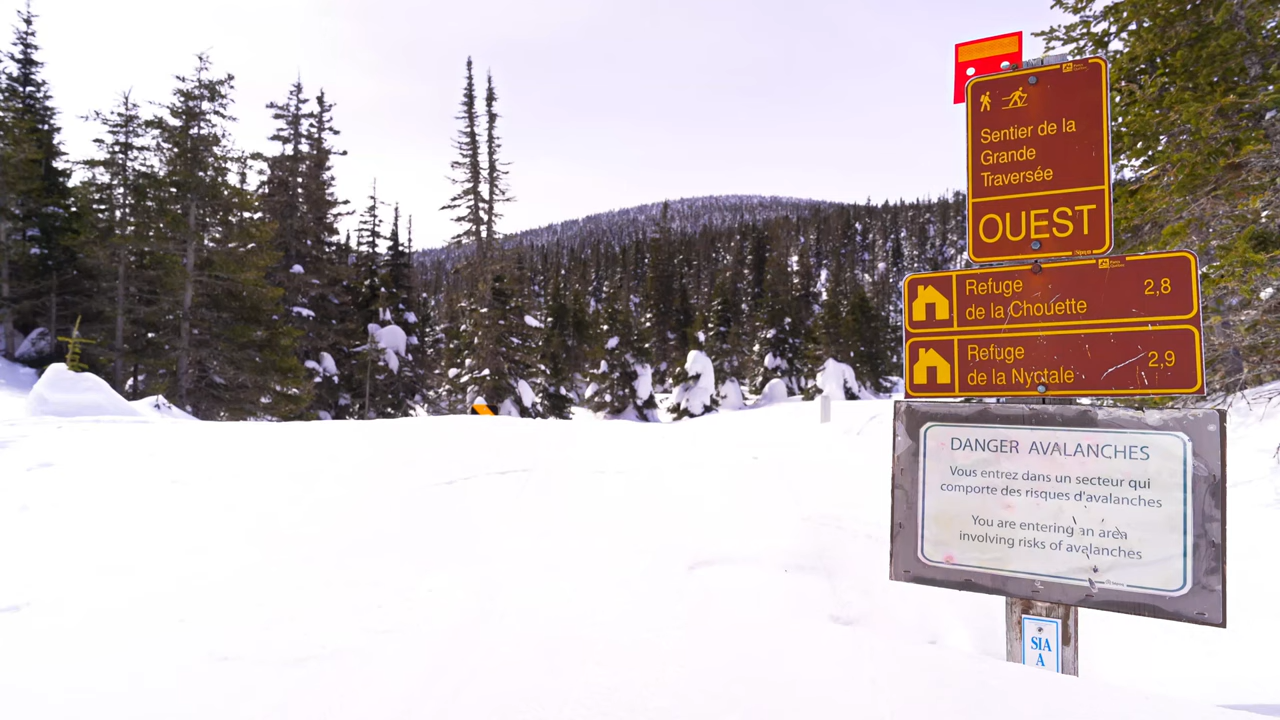 Sentier de la
Grande
Traversée
OUEST
Refuge
de la Chouette
2,8
Refuge
de la Nyctale
2,9
DANGER AVALANCHES
Vous entrez dans un secteur qui
comporte des risques d'avalanches
You are entering an area
involving risks of avalanches
SIA
A